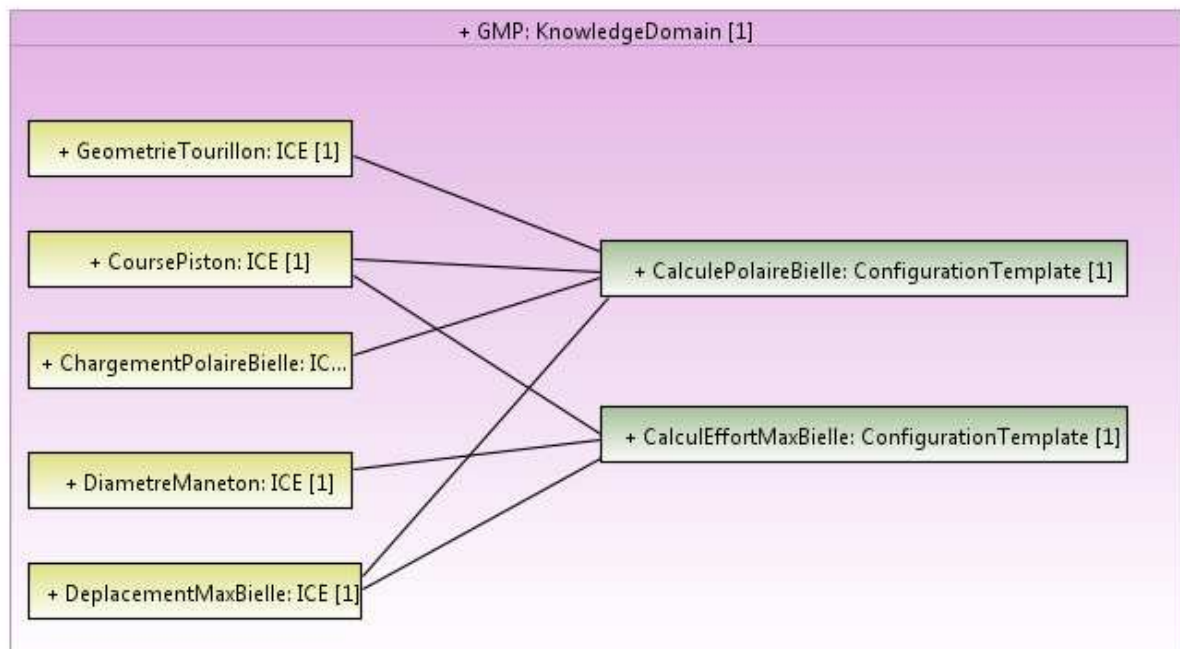 + GMP: KnowledgeDomain [1]
+ GeometrieTourillon: ICE [1]
+ CoursePiston: ICE [1]
+ CalculePolaireBielle: ConfigurationTemplate [1]
+ ChargementPolaireBielle: IC...
+ CalculEffortMaxBielle: ConfigurationTemplate [1]
+ DiametreManeton: ICE [1]
+ DeplacementMaxBielle: ICE [1]